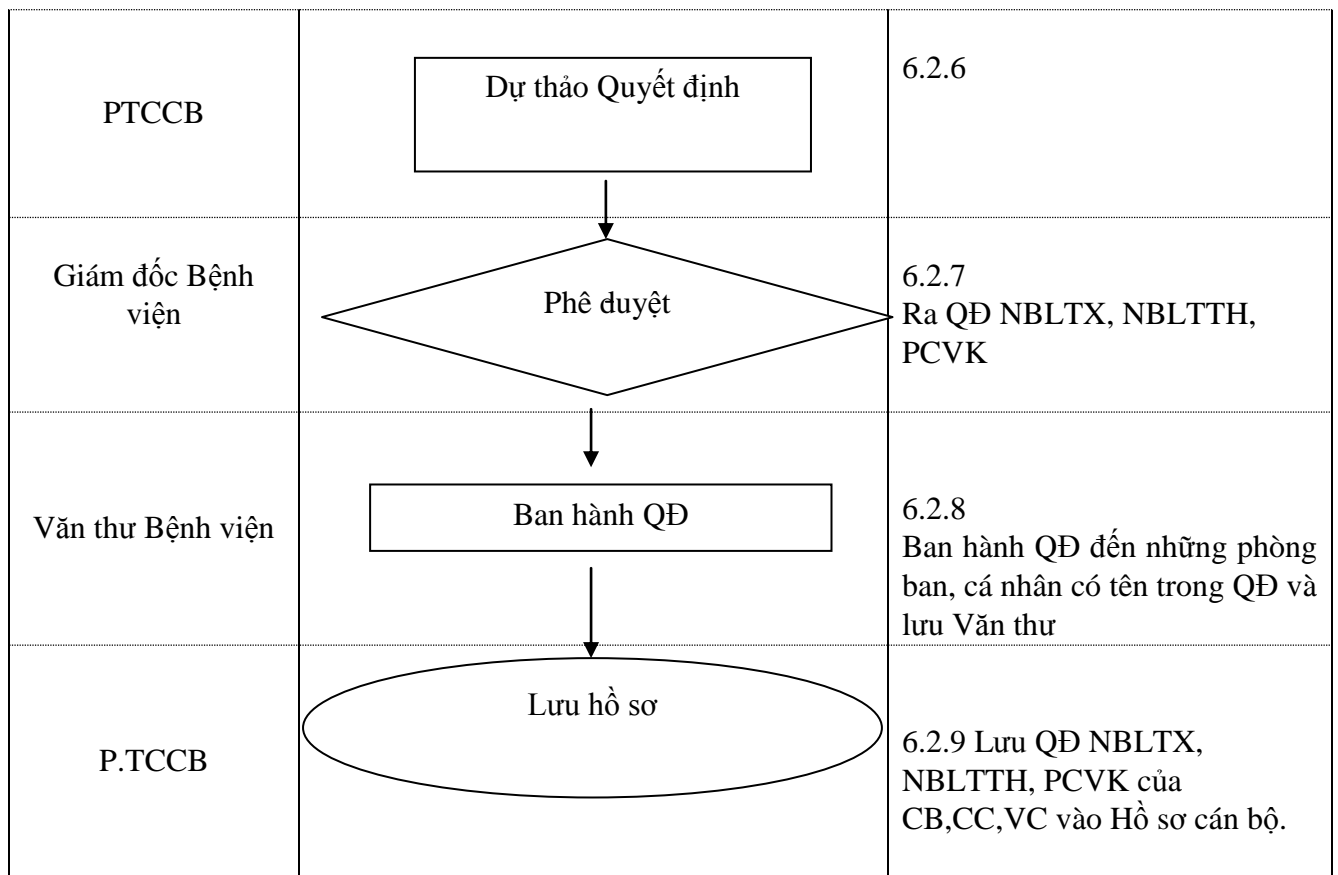 PTCCB
Dự thảo Quyết định
6.2.6
Giám đốc Bệnh
viện
Phê duyệt
6.2.7
Ra QĐ NBLTX, NBLTTH,
PCVK
Văn thư Bệnh viện
Ban hành QĐ
6.2.8
Ban hành QĐ đến những phòng
ban, cá nhân có tên trong QĐ và
lưu Văn thư
P.TCCB
Lưu hồ sơ
6.2.9 Lưu QĐ NBLTX,
NBLTTH, PCVK của
CB,CC,VC vào Hồ sơ cán bộ.